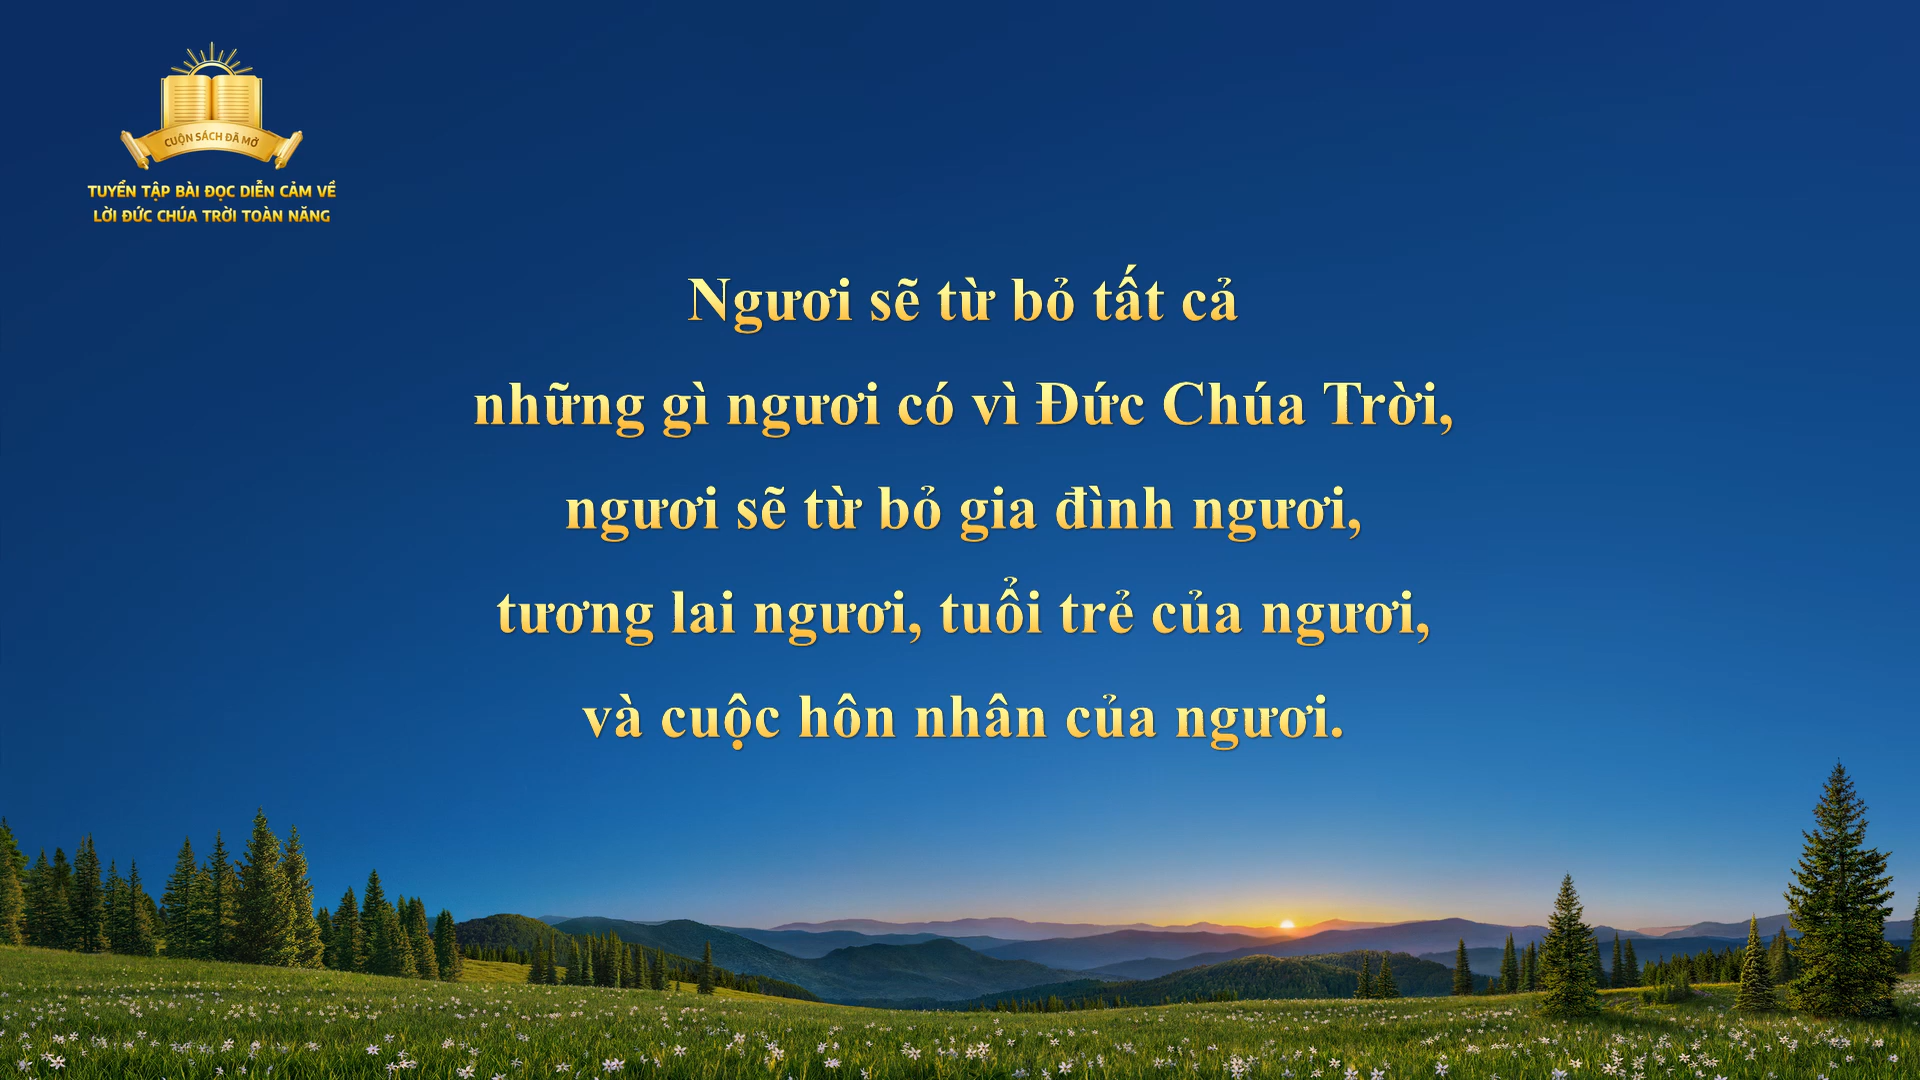 CUỘN SÁCH ĐÃ MỞ
TUYỂN TẬP BÀI ĐỌC DIỄN CẢM VỀ
LỜI ĐỨC CHÚA TRỜI TOÀN NĂNG
Ngươi sẽ từ bỏ tất cả
những gì ngươi có vì Đức Chúa Trời,
ngươi sẽ từ bỏ gia đình ngươi,
tương lai ngươi, tuổi trẻ của ngươi,
và cuộc hôn nhân của ngươi.